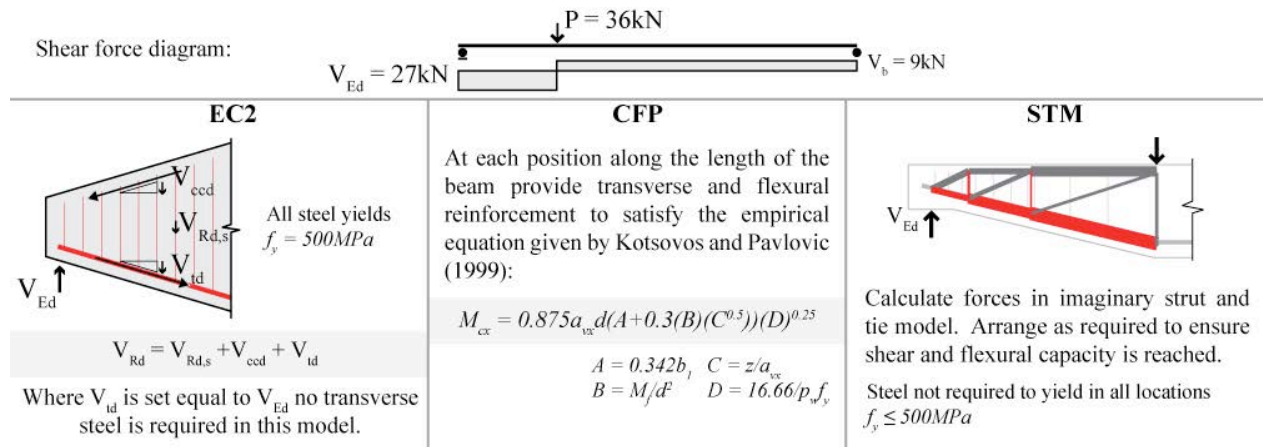 P = 36kN
Shear force diagram:
V_Ed = 27kN
V_b = 9kN
EC2
V_ccd
V_Rd,s
V_td
V_Ed
All steel yields
f_y = 500MPa
V_Rd = V_Rd,s + V_ccd + V_td
Where V_td is set equal to V_Ed no transverse
steel is required in this model.
CFP
At each position along the length of the
beam provide transverse and flexural
reinforcement to satisfy the empirical
equation given by Kotsovos and Pavlovic
(1999):
M_cx = 0.875a_vx d(A+0.3(B)(C^0.5))(D)^0.25
A = 0.342b_1 C = z/a_vx
B = M_f/d^2 D = 16.66/p_w f_y
STM
V_Ed
Calculate forces in imaginary strut and
tie model. Arrange as required to ensure
shear and flexural capacity is reached.
Steel not required to yield in all locations
f_y ≤ 500MPa